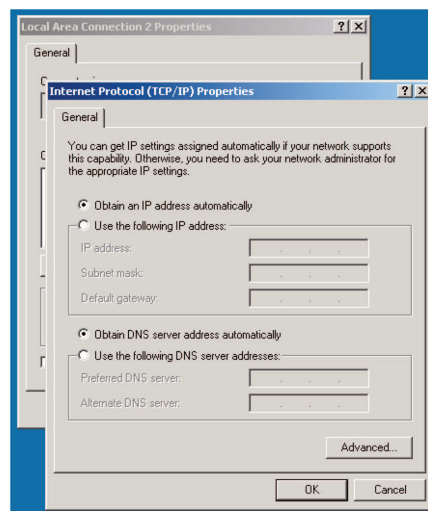 Local Area Connection 2 Properties
General
Internet Protocol (TCP/IP) Properties
General
You can get IP settings assigned automatically if your network supports
this capability. Otherwise, you need to ask your network administrator for
the appropriate IP settings.
Obtain an IP address automatically
Use the following IP address:
IP address:
Subnet mask:
Default gateway:
Obtain DNS server address automatically
Use the following DNS server addresses:
Preferred DNS server:
Alternate DNS server:
Advanced...
OK
Cancel